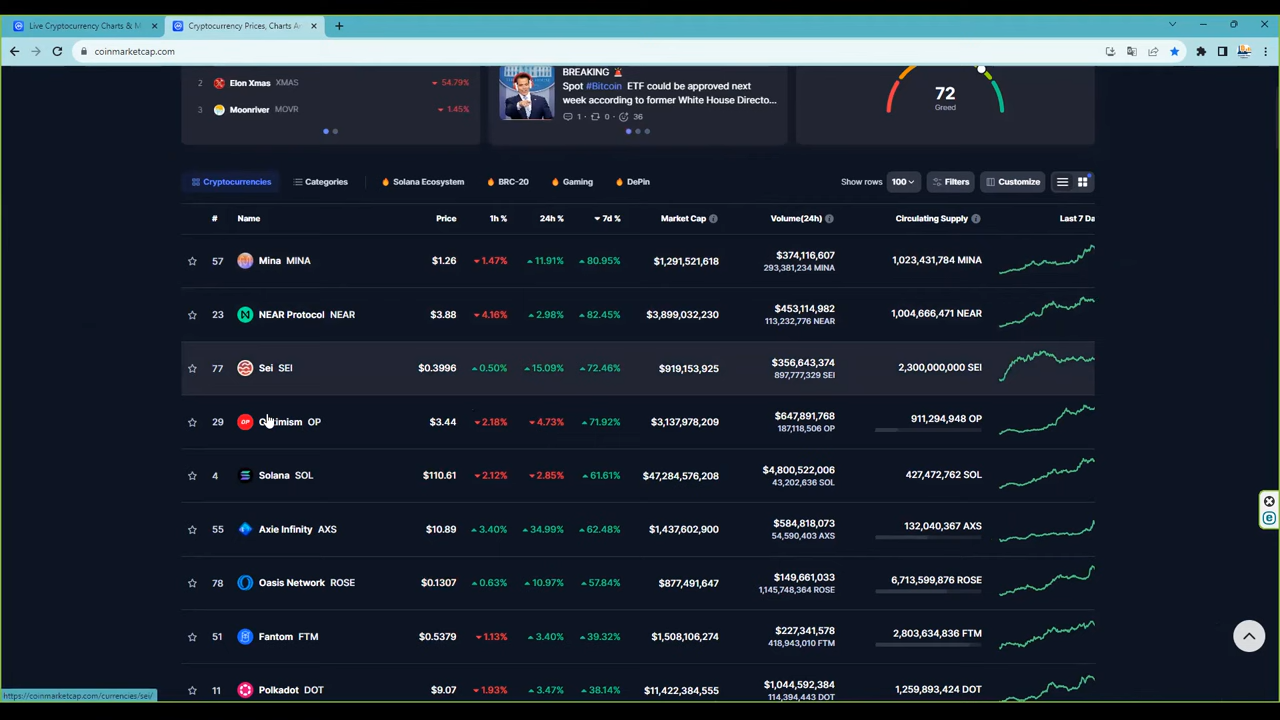 Live Cryptocurrency Charts & M
Cryptocurrency Prices, Charts A
coinmarketcap.com
2 Elon Xmas XMAS 54.79%
3 Moonriver MOVR 1.45%
BREAKING
Spot #Bitcoin ETF could be approved next
week according to former White House Directo...
1 0 36
72
Greed
Cryptocurrencies Categories Solana Ecosystem BRC-20 Gaming DePin Show rows 100 Filters Customize
# Name Price 1h % 24h % 7d % Market Cap Volume(24h) Circulating Supply Last 7 Da
57 Mina MINA $1.26 1.47% 11.91% 80.95% $1,291,521,618 $374,116,607 1,023,431,784 MINA
293,381,234 MINA
23 NEAR Protocol NEAR $3.88 4.16% 2.98% 82.45% $3,899,032,230 $453,114,982 1,004,666,471 NEAR
113,232,776 NEAR
77 Sei SEI $0.3996 0.50% 15.09% 72.46% $919,153,925 $356,643,374 2,300,000,000 SEI
897,777,329 SEI
29 OP Optimism OP $3.44 2.18% 4.73% 71.92% $3,137,978,209 $647,891,768 911,294,948 OP
187,118,506 OP
4 Solana SOL $110.61 2.12% 2.85% 61.61% $47,284,576,208 $4,800,522,006 427,472,762 SOL
43,202,636 SOL
55 Axie Infinity AXS $10.89 3.40% 34.99% 62.48% $1,437,602,900 $584,818,073 132,040,367 AXS
54,590,403 AXS
78 Oasis Network ROSE $0.1307 0.63% 10.97% 57.84% $877,491,647 $149,661,033 6,713,599,876 ROSE
1,145,748,364 ROSE
51 Fantom FTM $0.5379 1.13% 3.40% 39.32% $1,508,106,274 $227,341,578 2,803,634,836 FTM
418,943,010 FTM
11 Polkadot DOT 1.93% 3.47% 38.14% $11,422,384,555 $1,044,592,384 1,259,893,424 DOT
114,394,443 DOT
https://coinmarketcap.com/currencies/sei/